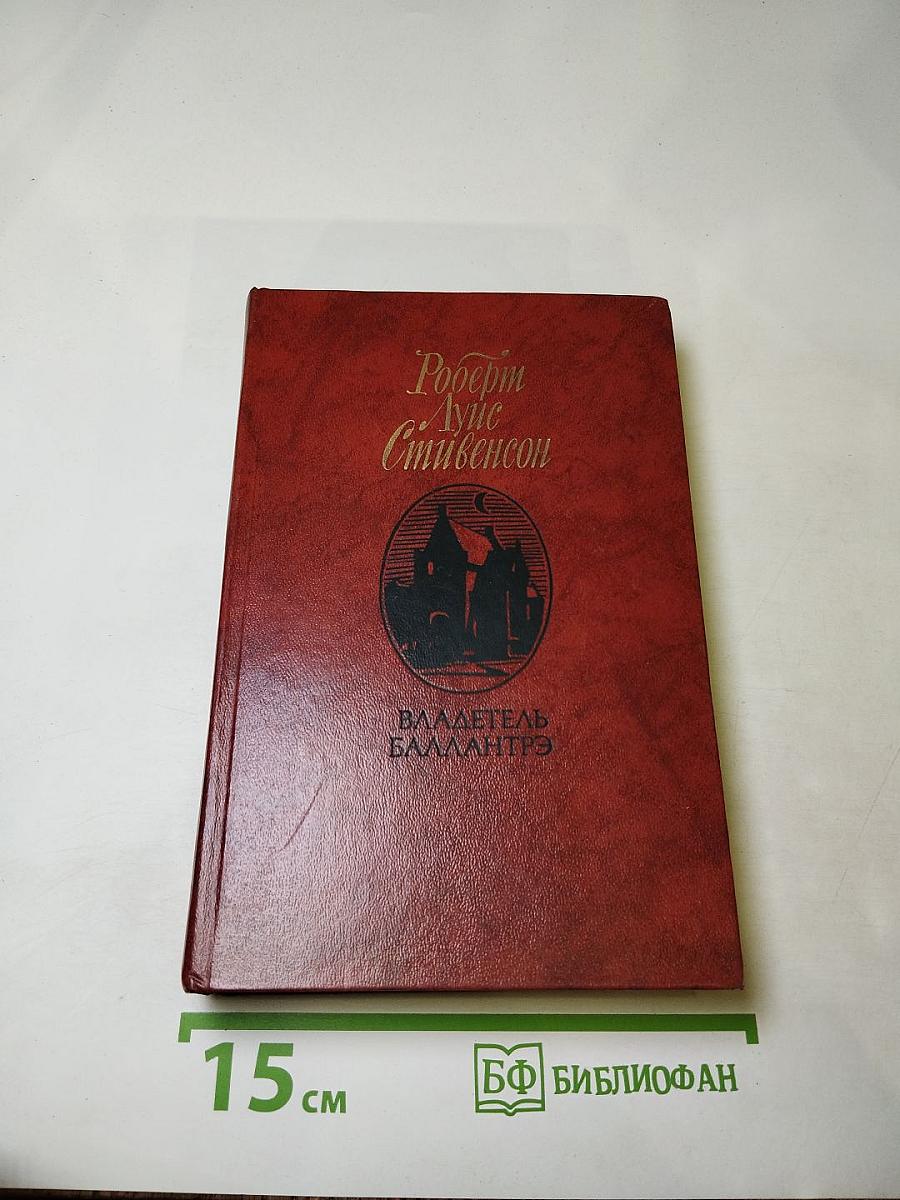 Роберт
Луис
Стивенсон
ВЛАДЕТЕЛЬ
БАЛЛАНТРЭ
15 см
БФ БИБЛИОФАН